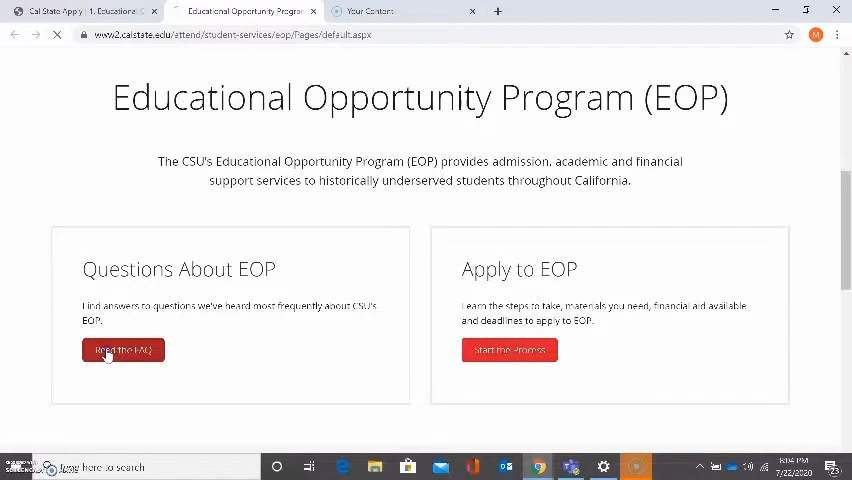 Cal State Apply | 1. Educational O
Educational Opportunity Program
Your Content
www2.calstate.edu/attend/student-services/eop/Pages/default.aspx
M
Educational Opportunity Program (EOP)
The CSU's Educational Opportunity Program (EOP) provides admission, academic and financial
support services to historically underserved students throughout California.
Questions About EOP
Find answers to questions we've heard most frequently about CSU's
EOP.
Read the FAQ
Apply to EOP
Learn the steps to take, materials you need, financial aid available
and deadlines to apply to EOP.
Start the Process
Type here to search
8:04 PM
7/22/2020
23